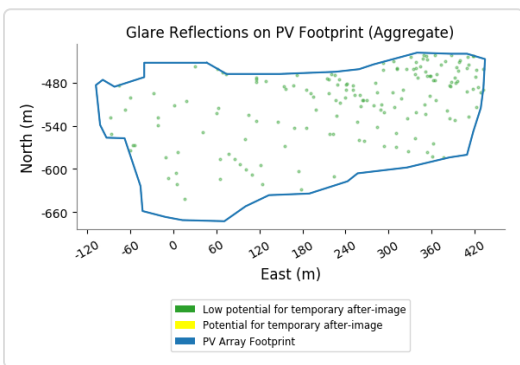 Glare Reflections on PV Footprint (Aggregate)
-480
-540
-600
-660
North (m)
-120 -60 0 60 120 180 240 300 360 420
East (m)
Low potential for temporary after-image
Potential for temporary after-image
PV Array Footprint